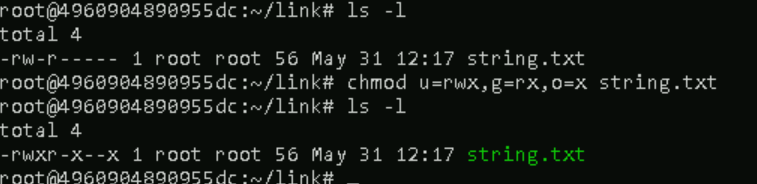 root@4960904890955dc:~/link# ls -l
total 4
-rw-r----- 1 root root 56 May 31 12:17 string.txt
root@4960904890955dc:~/link# chmod u=rwx,g=rx,o=x string.txt
root@4960904890955dc:~/link# ls -l
total 4
-rwxr-x--x 1 root root 56 May 31 12:17 string.txt
root@4960904890955dc:~/link# _